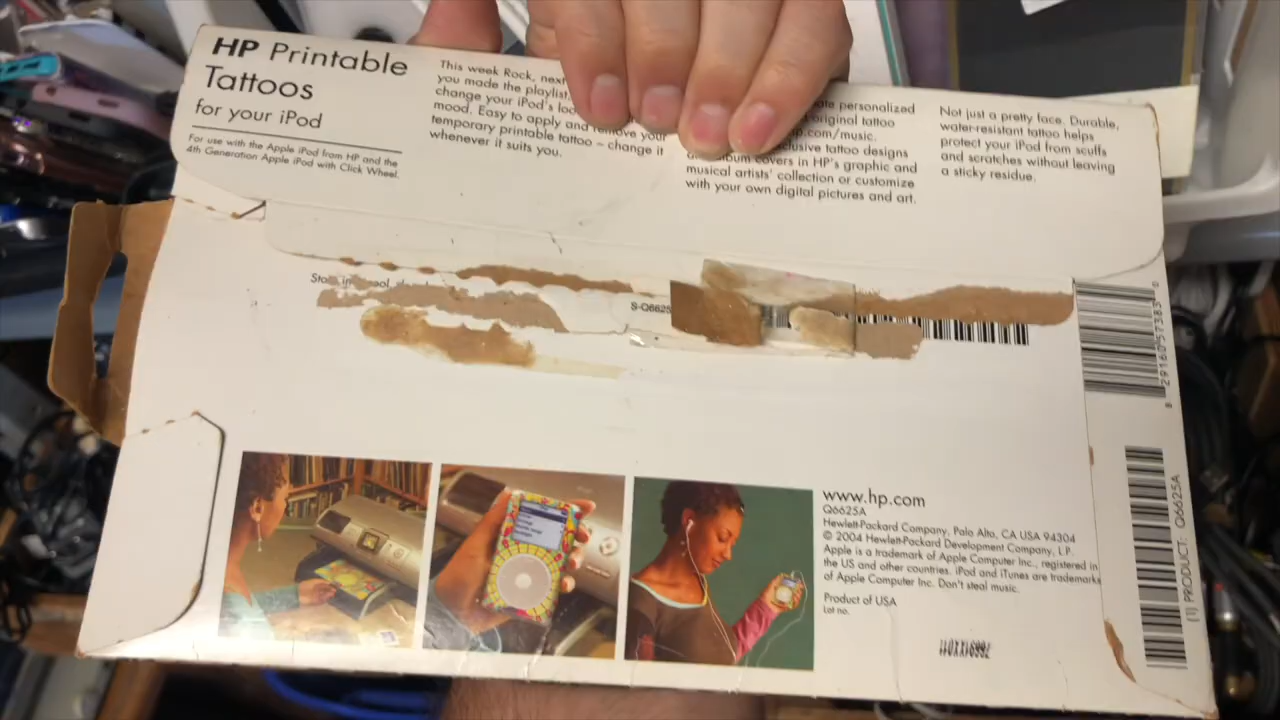 HP Printable
Tattoos
for your iPod
For use with the Apple iPod from HP and the
4th Generation Apple iPod with Click Wheel.
This week Rock, next
you made the playlist.
change your iPod's
mood. Easy to apply and remove your
temporary printable tattoo – change it
whenever it suits you.
personalized
original tattoo
hp.com/music.
tattoo designs
album covers in HP's graphic and
musical artists' collection or customize
with your own digital pictures and art.
Not just a pretty face. Durable,
water-resistant tattoo helps
protect your iPod from scuffs
and scratches without leaving
a sticky residue.
S-Q6625
8 29160 57383 0
(1) PRODUCT: Q6625A
www.hp.com
Q6625A
Hewlett-Packard Company, Palo Alto, CA USA 94304
© 2004 Hewlett-Packard Development Company, L.P.
Apple is a trademark of Apple Computer Inc., registered in
the US and other countries. iPod and iTunes are trademarks
of Apple Computer Inc. Don't steal music.
Product of USA
Lot no.